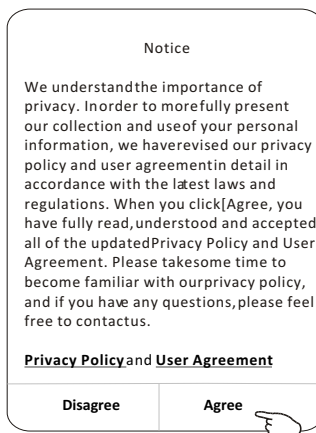 Notice
We understandthe importance of
privacy. Inorder to morefully present
our collection and useof your personal
information, we haverevised our privacy
policy and user agreementin detail in
accordance with the latest laws and
regulations. When you click[Agree, you
have fully read,understood and accepted
all of the updatedPrivacy Policy and User
Agreement. Please takesome time to
become familiar with ourprivacy policy,
and if you have any questions,please feel
free to contactus.
Privacy Policyand User Agreement
Disagree Agree